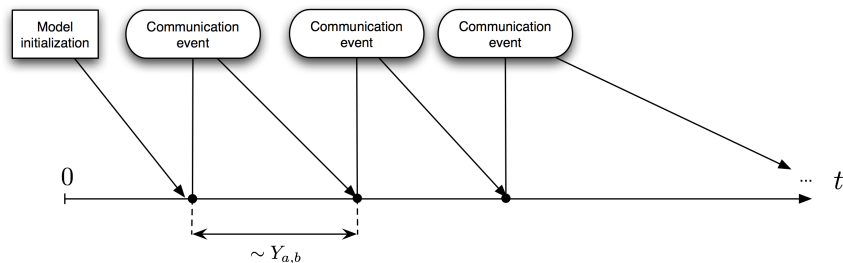 Model
initialization
Communication
event
Communication
event
Communication
event
0
...
t
~ Y_{a,b}